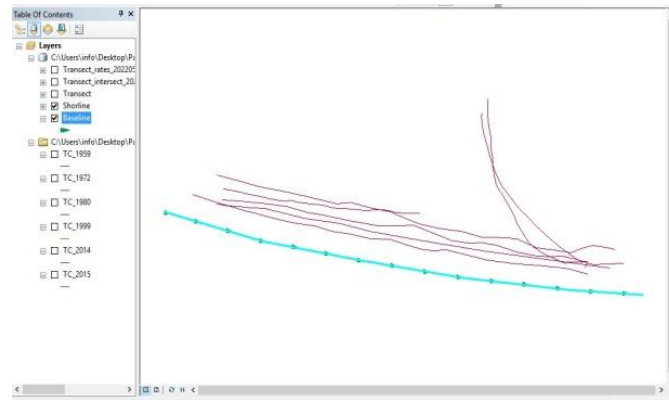 Table Of Contents
Layers
C:\Users\info\Desktop\Pa
Transect_rates_202205
Transect_intersect_202
Transect
Shorline
Baseline
C:\Users\info\Desktop\Pa
TC_1959
TC_1972
TC_1980
TC_1999
TC_2014
TC_2015